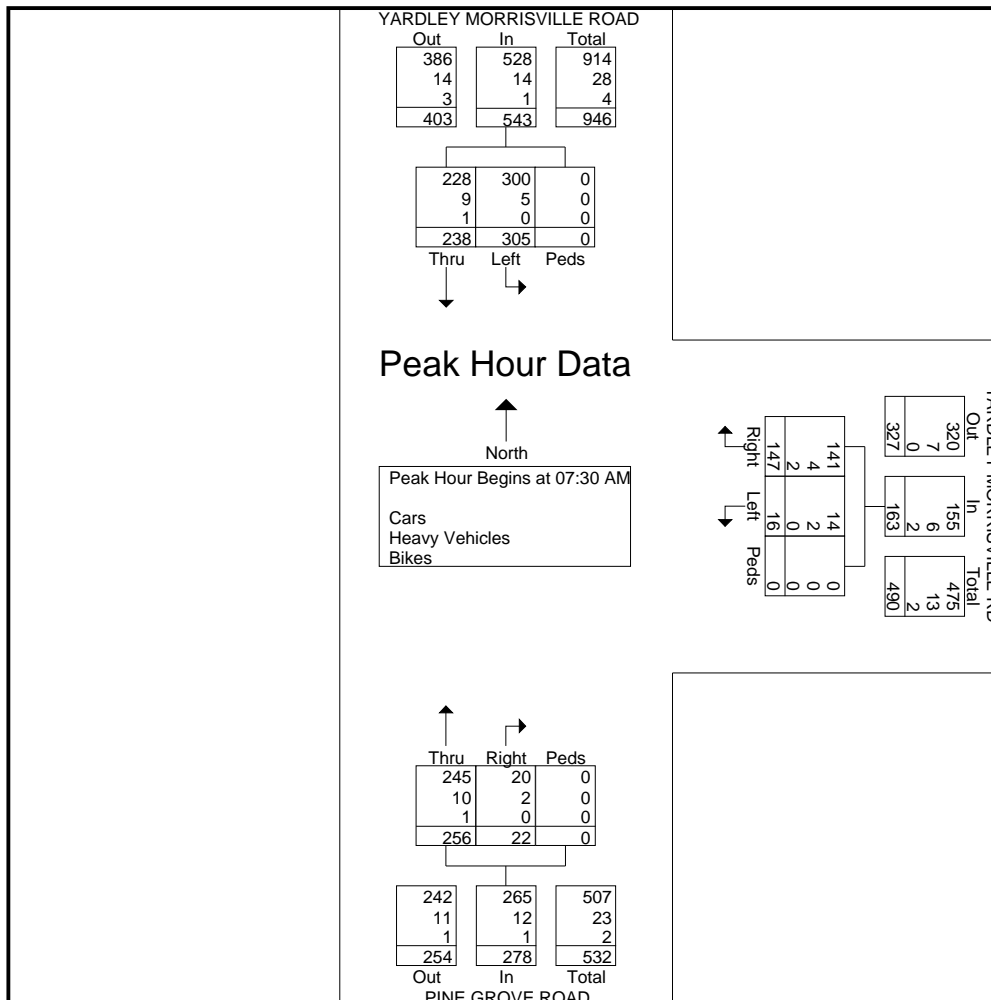 YARDLEY MORRISVILLE ROAD
Out In Total
386 528 914
14 14 28
3 1 4
403 543 946
228 300 0
9 5 0
1 0 0
238 305 0
Thru Left Peds
Peak Hour Data
North
Peak Hour Begins at 07:30 AM
Cars
Heavy Vehicles
Bikes
YARDLEY MORRISVILLE RD
Out In Total
320 155 475
7 6 13
0 2 2
327 163 490
141 14 0
4 2 0
2 0 0
147 16 0
Right Left Peds
Thru Right Peds
245 20 0
10 2 0
1 0 0
256 22 0
242 265 507
11 12 23
1 1 2
254 278 532
Out In Total
PINE GROVE ROAD